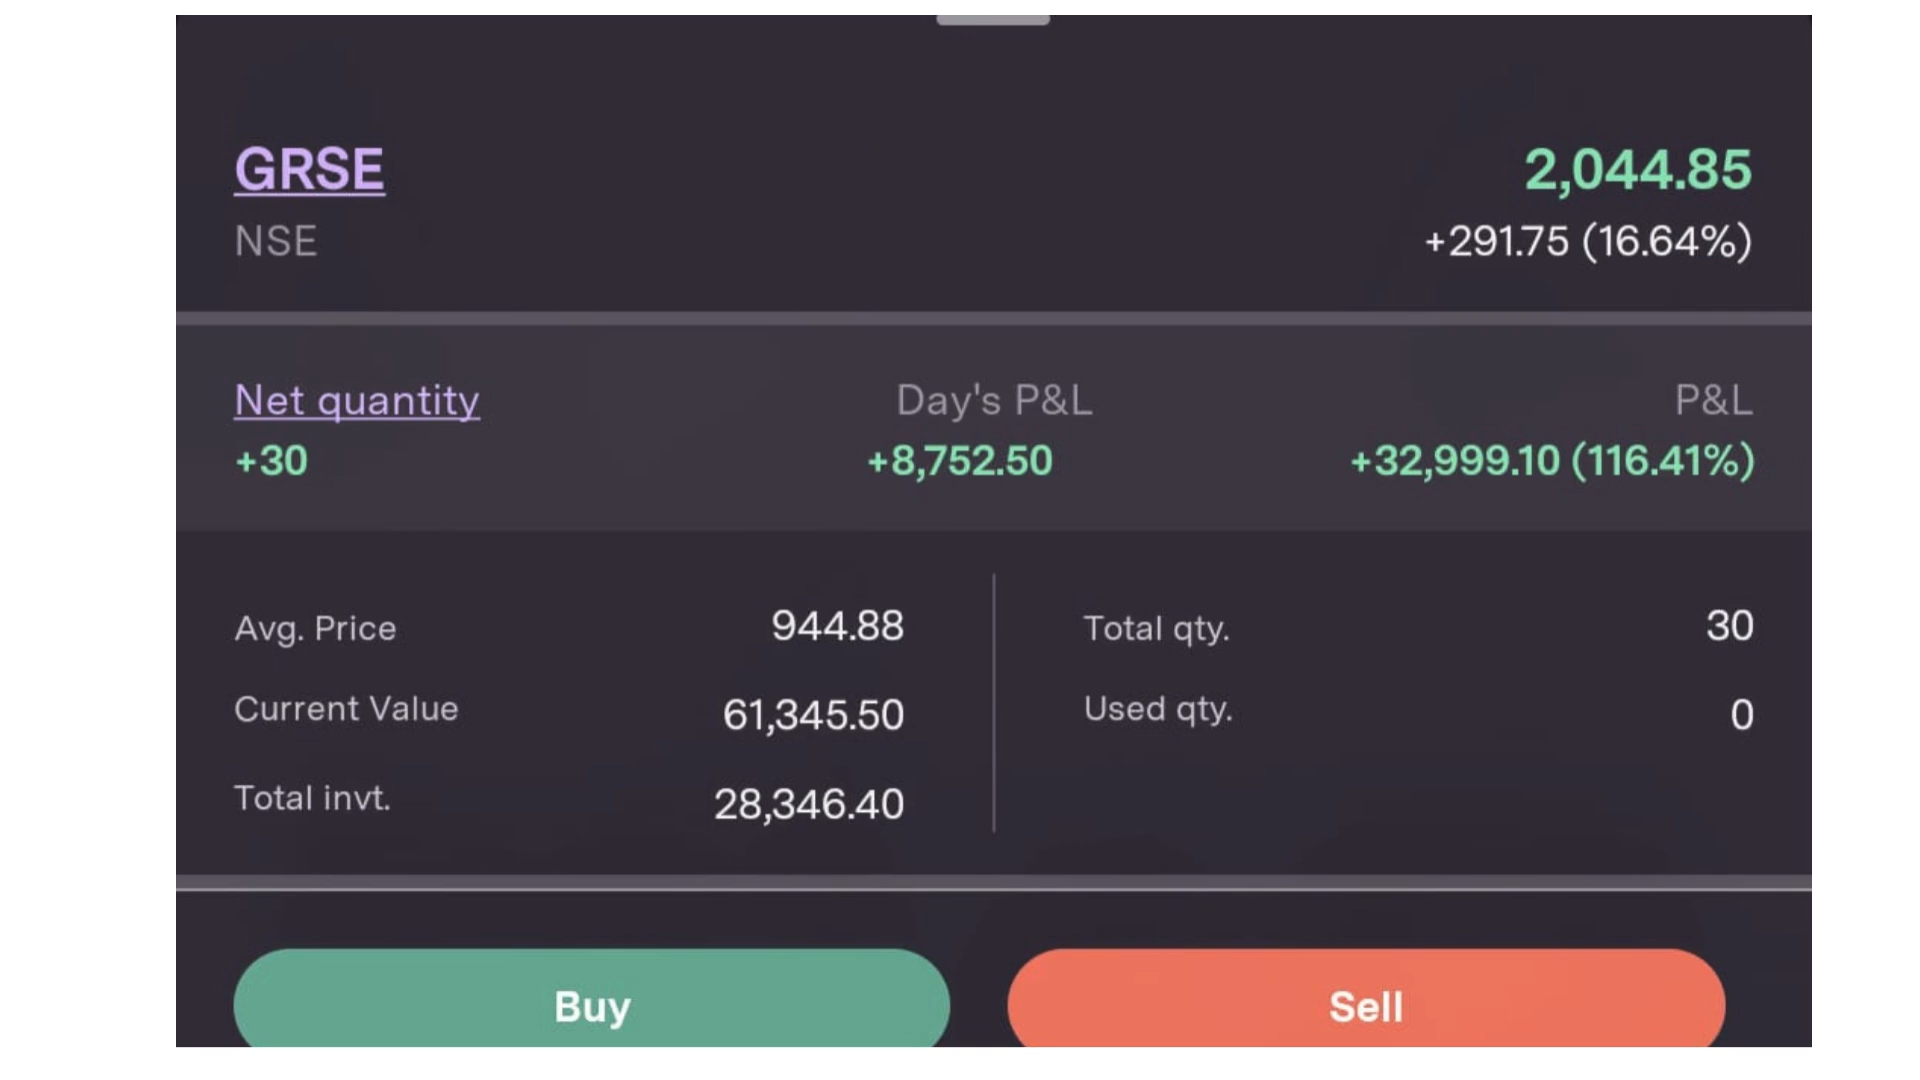 GRSE 2,044.85
NSE +291.75 (16.64%)
Net quantity Day's P&L P&L
+30 +8,752.50 +32,999.10 (116.41%)
Avg. Price 944.88 Total qty. 30
Current Value 61,345.50 Used qty. 0
Total invt. 28,346.40
Buy Sell